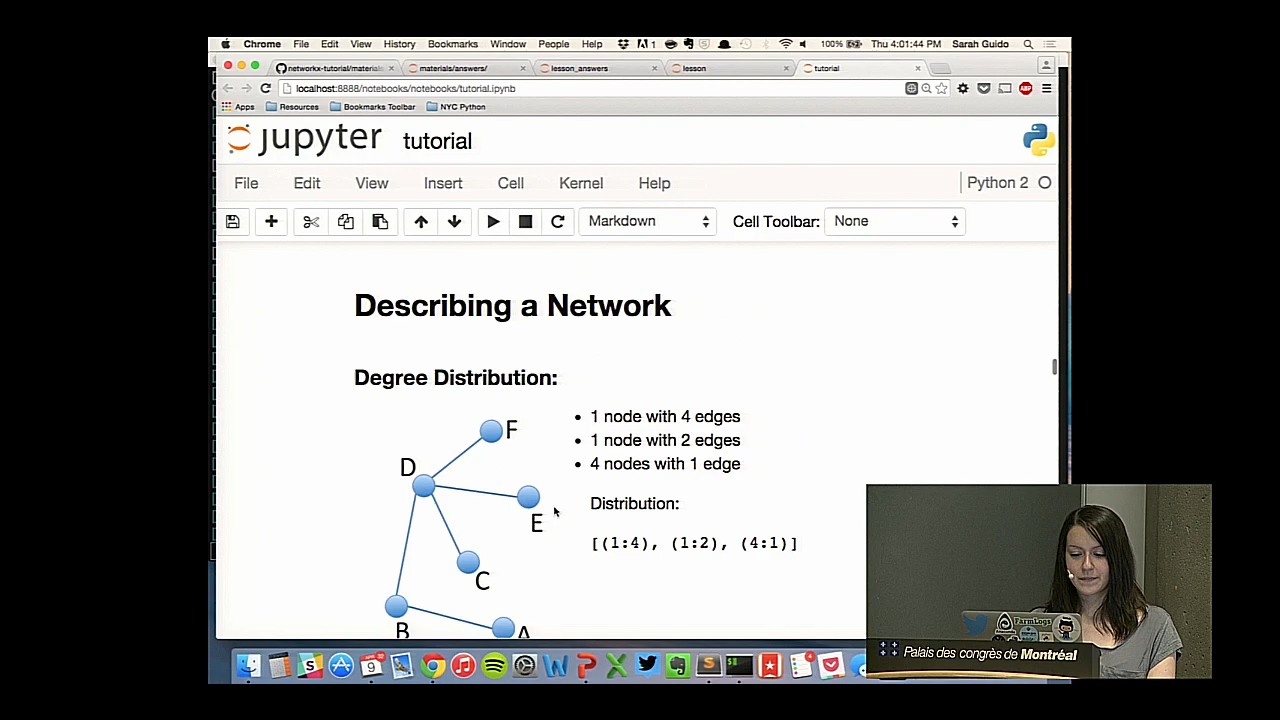 Chrome File Edit View History Bookmarks Window People Help 1 100% Thu 4:01:44 PM Sarah Guido
networkx-tutorial/materials materials/answers/ lesson_answers lesson tutorial
localhost:8888/notebooks/notebooks/tutorial.ipynb ABP
Apps Resources Bookmarks Toolbar NYC Python
jupyter tutorial
File Edit View Insert Cell Kernel Help Python 2
Markdown Cell Toolbar: None
Describing a Network
Degree Distribution:
• 1 node with 4 edges
• 1 node with 2 edges
• 4 nodes with 1 edge
Distribution:
[(1:4), (1:2), (4:1)]
F
D
E
C
B
A
FarmLogs
Palais des congrès de Montréal
9